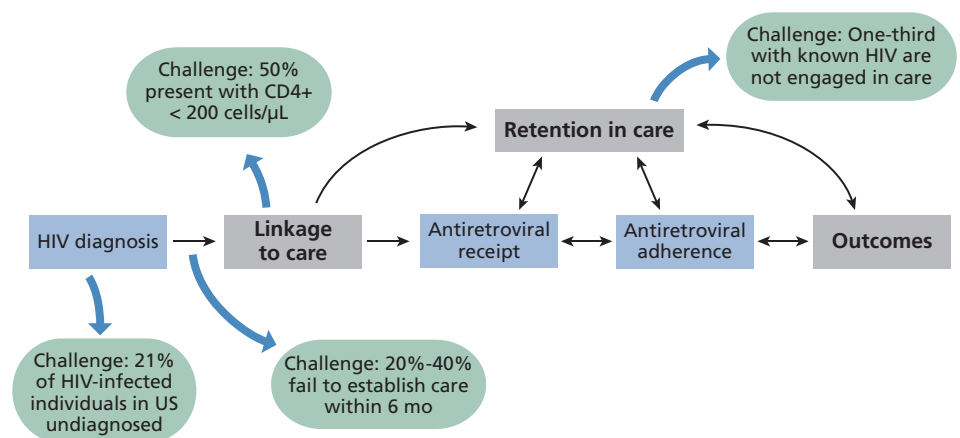 Challenge: One-third
with known HIV are
not engaged in care
Challenge: 50%
present with CD4+
< 200 cells/µL
Retention in care
HIV diagnosis
Linkage
to care
Antiretroviral
receipt
Antiretroviral
adherence
Outcomes
Challenge: 21%
of HIV-infected
individuals in US
undiagnosed
Challenge: 20%-40%
fail to establish care
within 6 mo